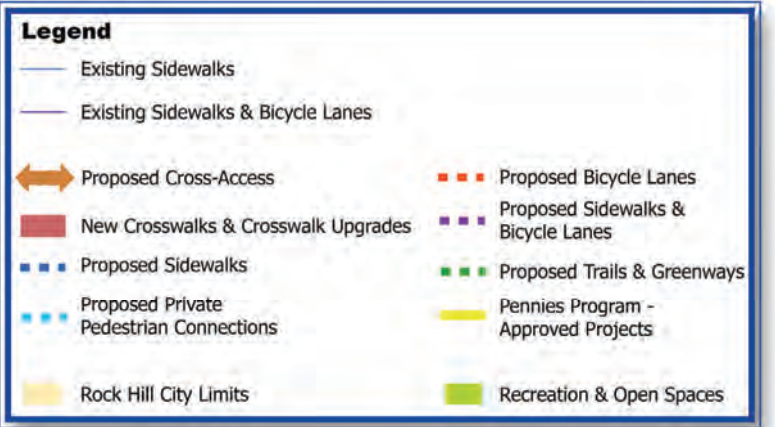 Legend
Existing Sidewalks
Existing Sidewalks & Bicycle Lanes
Proposed Cross-Access
New Crosswalks & Crosswalk Upgrades
Proposed Sidewalks
Proposed Private
Pedestrian Connections
Rock Hill City Limits
Proposed Bicycle Lanes
Proposed Sidewalks &
Bicycle Lanes
Proposed Trails & Greenways
Pennies Program -
Approved Projects
Recreation & Open Spaces